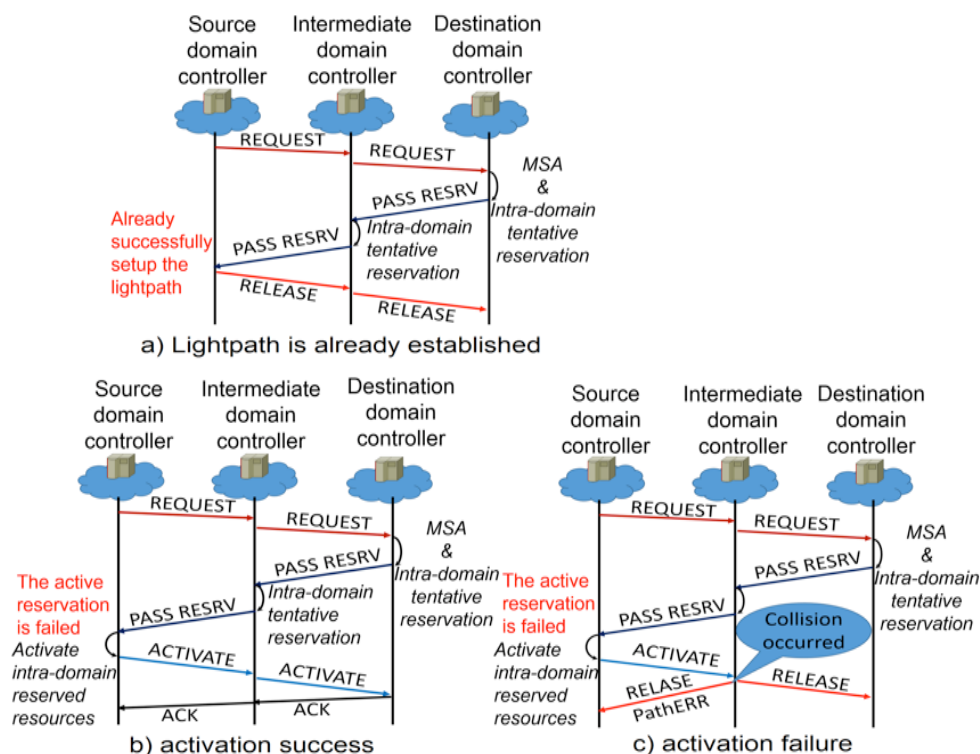 Source
domain
controller
Intermediate
domain
controller
Destination
domain
controller
REQUEST
REQUEST
MSA
&
Intra-domain
tentative
reservation
PASS RESRV
Intra-domain
tentative
reservation
PASS RESRV
Already
successfully
setup the
lightpath
RELEASE
RELEASE
a) Lightpath is already established
Source
domain
controller
Intermediate
domain
controller
Destination
domain
controller
REQUEST
REQUEST
MSA
&
Intra-domain
tentative
reservation
PASS RESRV
Intra-domain
tentative
reservation
PASS RESRV
The active
reservation
is failed
Activate
intra-domain
reserved
resources
ACTIVATE
ACTIVATE
ACK
ACK
b) activation success
Source
domain
controller
Intermediate
domain
controller
Destination
domain
controller
REQUEST
REQUEST
MSA
&
Intra-domain
tentative
reservation
PASS RESRV
PASS RESRV
The active
reservation
is failed
Activate
intra-domain
reserved
resources
Collision
occurred
ACTIVATE
RELASE
PathERR
RELEASE
c) activation failure